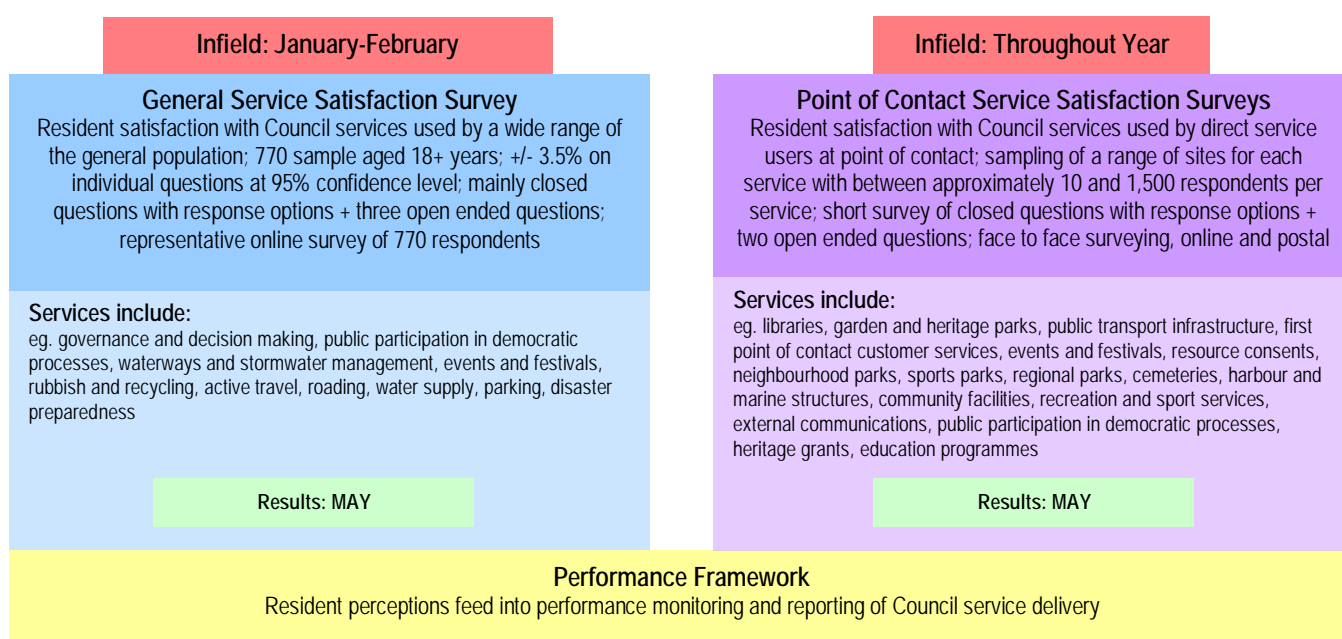 Infield: January-February
General Service Satisfaction Survey
Resident satisfaction with Council services used by a wide range of
the general population; 770 sample aged 18+ years; +/- 3.5% on
individual questions at 95% confidence level; mainly closed
questions with response options + three open ended questions;
representative online survey of 770 respondents
Services include:
eg. governance and decision making, public participation in democratic
processes, waterways and stormwater management, events and festivals,
rubbish and recycling, active travel, roading, water supply, parking, disaster
preparedness
Results: MAY
Infield: Throughout Year
Point of Contact Service Satisfaction Surveys
Resident satisfaction with Council services used by direct service
users at point of contact; sampling of a range of sites for each
service with between approximately 10 and 1,500 respondents per
service; short survey of closed questions with response options +
two open ended questions; face to face surveying, online and postal
Services include:
eg. libraries, garden and heritage parks, public transport infrastructure, first
point of contact customer services, events and festivals, resource consents,
neighbourhood parks, sports parks, regional parks, cemeteries, harbour and
marine structures, community facilities, recreation and sport services,
external communications, public participation in democratic processes,
heritage grants, education programmes
Results: MAY
Performance Framework
Resident perceptions feed into performance monitoring and reporting of Council service delivery